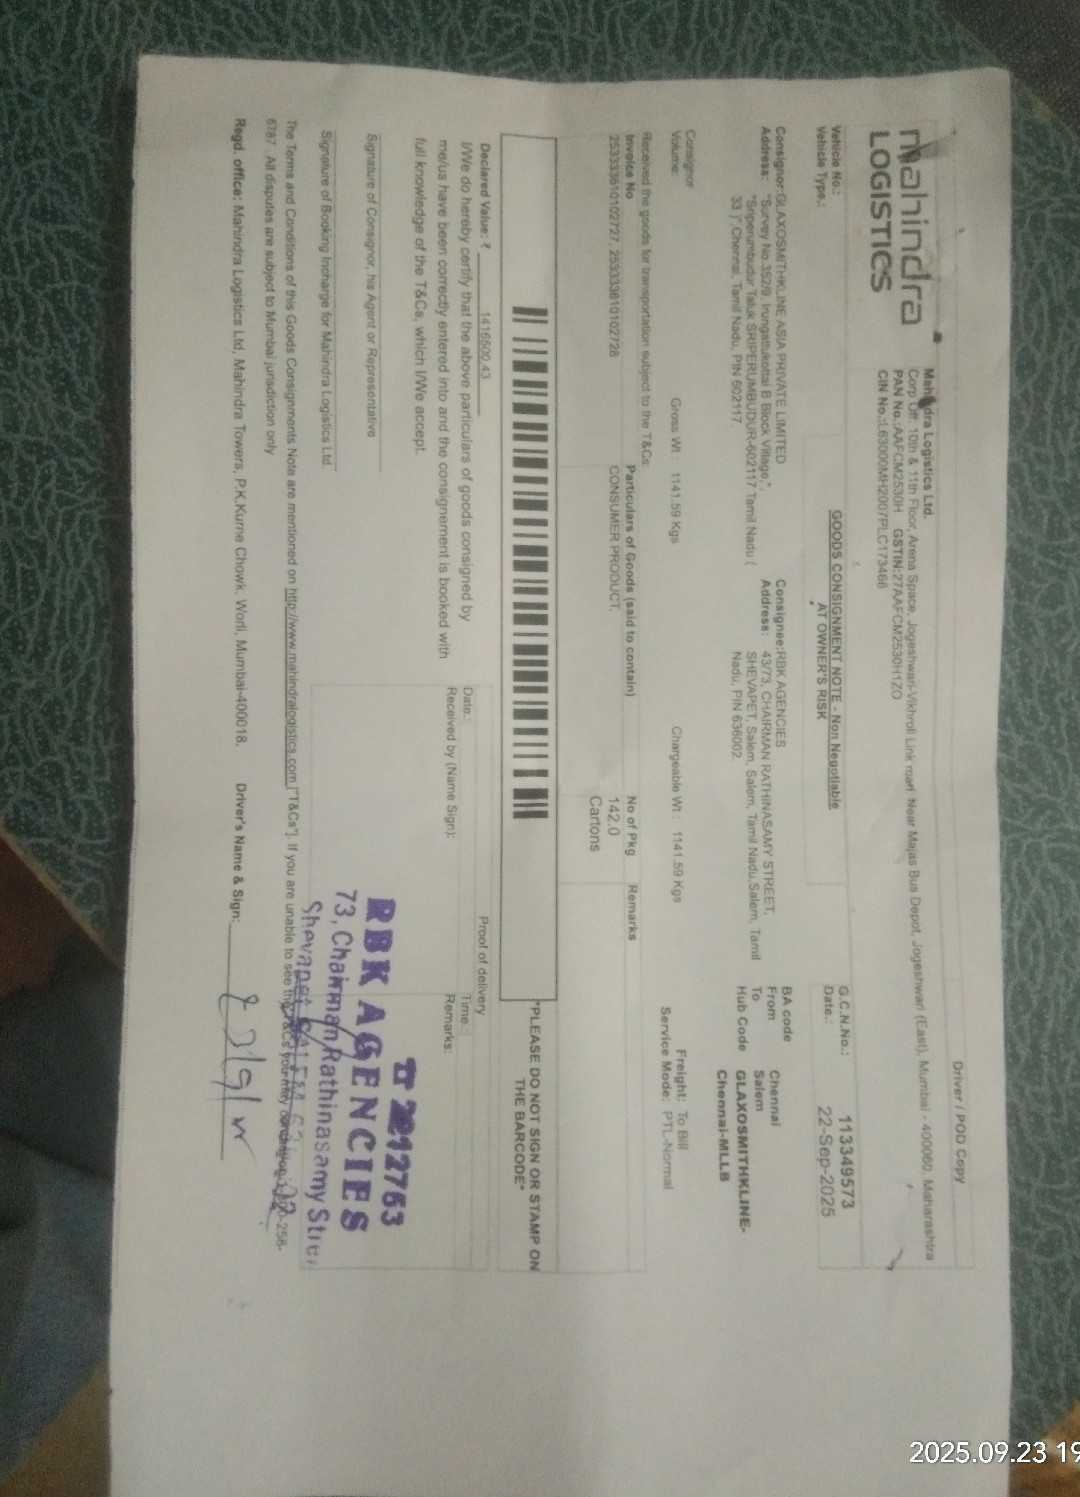 Driver / POD Copy
mahindra
LOGISTICS
Mahindra Logistics Ltd.
Corp Off: 10th & 11th Floor, Arena Space, Jogeshwari-Vikhroli Link marl, Near Majas Bus Depot, Jogeshwari (East), Mumbai - 400060, Maharashtra
PAN No.:AAFCM2530H GSTIN:27AAFCM2530H1ZO
CIN No.:L63000MH2007PLC173466
Vehicle No.:
Vehicle Type.:
GOODS CONSIGNMENT NOTE - Non Negotiable
AT OWNER'S RISK
G.C.N.No.: 113349573
Date.: 22-Sep-2025
Consignor:GLAXOSMITHKLINE ASIA PRIVATE LIMITED
Address: "Survey No.352/9, Irungattukottai B Block Village,",
"Sriperumbudur Taluk SRIPERUMBUDUR-602117 Tamil Nadu (
33 )",Chennai, Tamil Nadu, PIN 602117
Consignee:RBK AGENCIES
Address: 43/73, CHAIRMAN RATHINASAMY STREET,
SHEVAPET, Salem, Salem, Tamil Nadu,Salem, Tamil
Nadu, PIN 636002
BA code
From Chennai
To Salem
Hub Code GLAXOSMITHKLINE-
Chennai-MLLB
Consignor
Volume:
Gross Wt : 1141.59 Kgs
Chargeable Wt : 1141.59 Kgs
Freight: To Bill
Service Mode: PTL-Normal
Received the goods for transportation subject to the T&Cs:
Invoice No
Particulars of Goods (said to contain)
No of Pkg
Remarks
253333610102727, 253333610102728
CONSUMER PRODUCT,
142.0
Cartons
"PLEASE DO NOT SIGN OR STAMP ON
THE BARCODE"
Declared Value: ₹ 1416500.43
I/We do hereby certify that the above particulars of goods consigned by
me/us have been correctly entered into and the consignement is booked with
full knowledge of the T&Cs, which I/We accept.
Proof of delivery
Date.:
Time.:
Received by (Name Sign):
Remarks:
☎ 2212763
RBK AGENCIES
73, Chairman Rathinasamy Stree
Shevapet
Signature of Consignor, his Agent or Representative
Signature of Booking Incharge for Mahindra Logistics Ltd.
The Terms and Conditions of this Goods Consignments Note are mentioned on http://www.mahindralogistics.com ["T&Cs"]. If you are unable to see the T&Cs you may
6787 . All disputes are subject to Mumbai jurisdiction only
Regd. office: Mahindra Logistics Ltd, Mahindra Towers, P.K.Kurne Chowk, Worli, Mumbai-400018.
Driver's Name & Sign:
2025.09.23 19